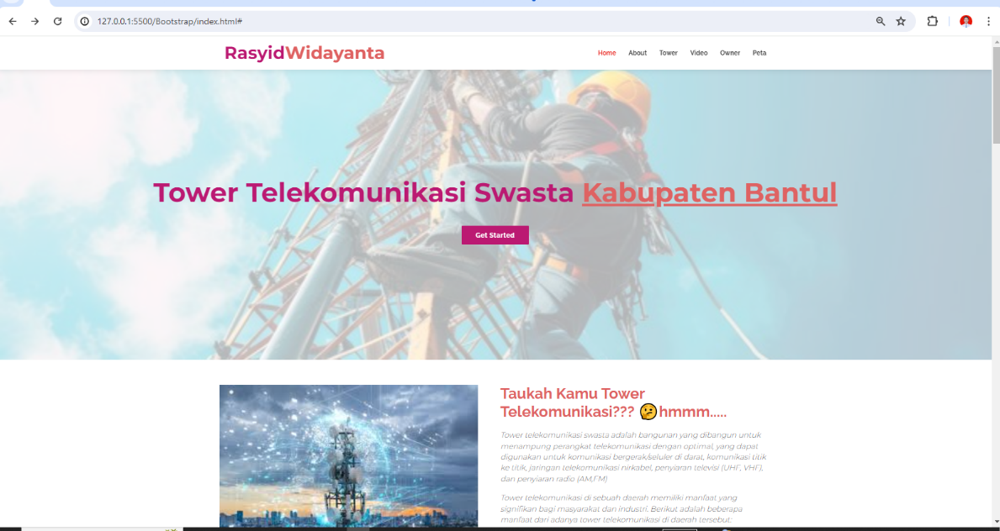 127.0.0.1:5500/Bootstrap/index.html#
RasyidWidayanta
Home About Tower Video Owner Peta
Tower Telekomunikasi Swasta Kabupaten Bantul
Get Started
Taukah Kamu Tower
Telekomunikasi??? 🤔hmmm.....
Tower telekomunikasi swasta adalah bangunan yang dibangun untuk
menampung perangkat telekomunikasi dengan optimal, yang dapat
digunakan untuk komunikasi bergerak/seluler di darat, komunikasi titik
ke titik, jaringan telekomunikasi nirkabel, penyiaran televisi (UHF, VHF),
dan penyiaran radio (AM,FM)
Tower telekomunikasi di sebuah daerah memiliki manfaat yang
signifikan bagi masyarakat dan industri. Berikut adalah beberapa
manfaat dari adanya tower telekomunikasi di daerah tersebut: